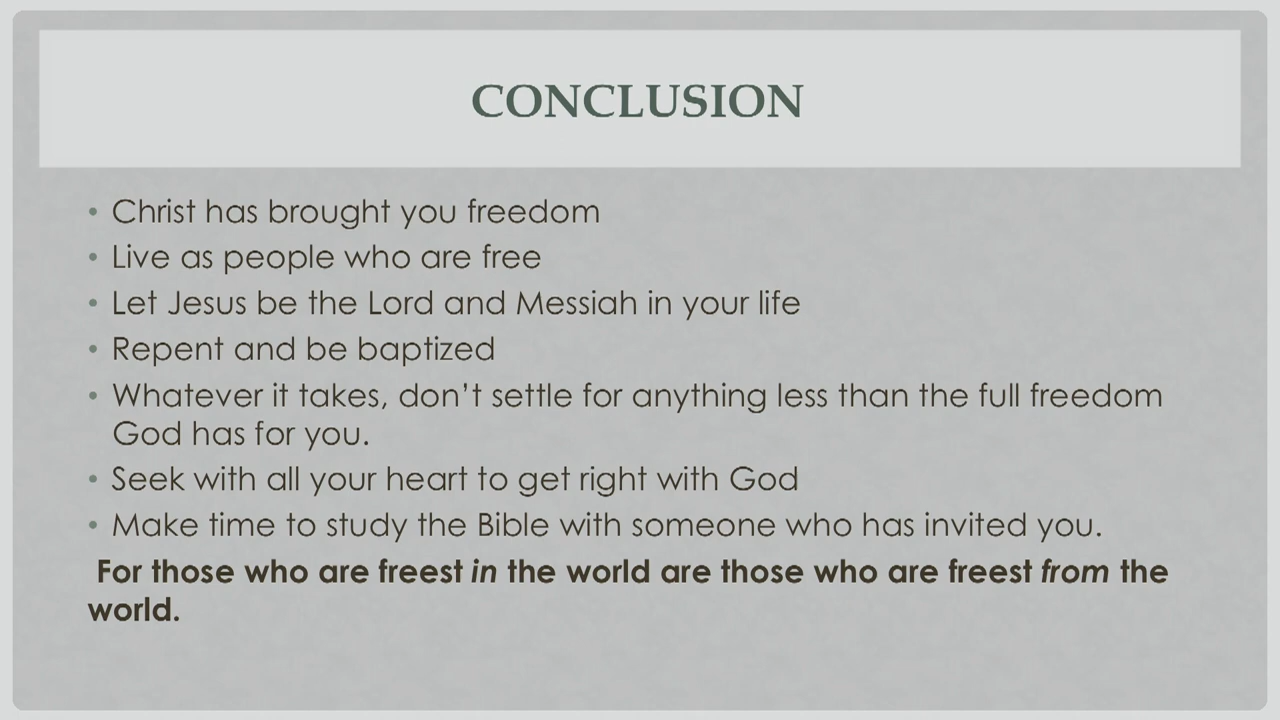 CONCLUSION
• Christ has brought you freedom
• Live as people who are free
• Let Jesus be the Lord and Messiah in your life
• Repent and be baptized
• Whatever it takes, don’t settle for anything less than the full freedom
God has for you.
• Seek with all your heart to get right with God
• Make time to study the Bible with someone who has invited you.
For those who are freest in the world are those who are freest from the
world.